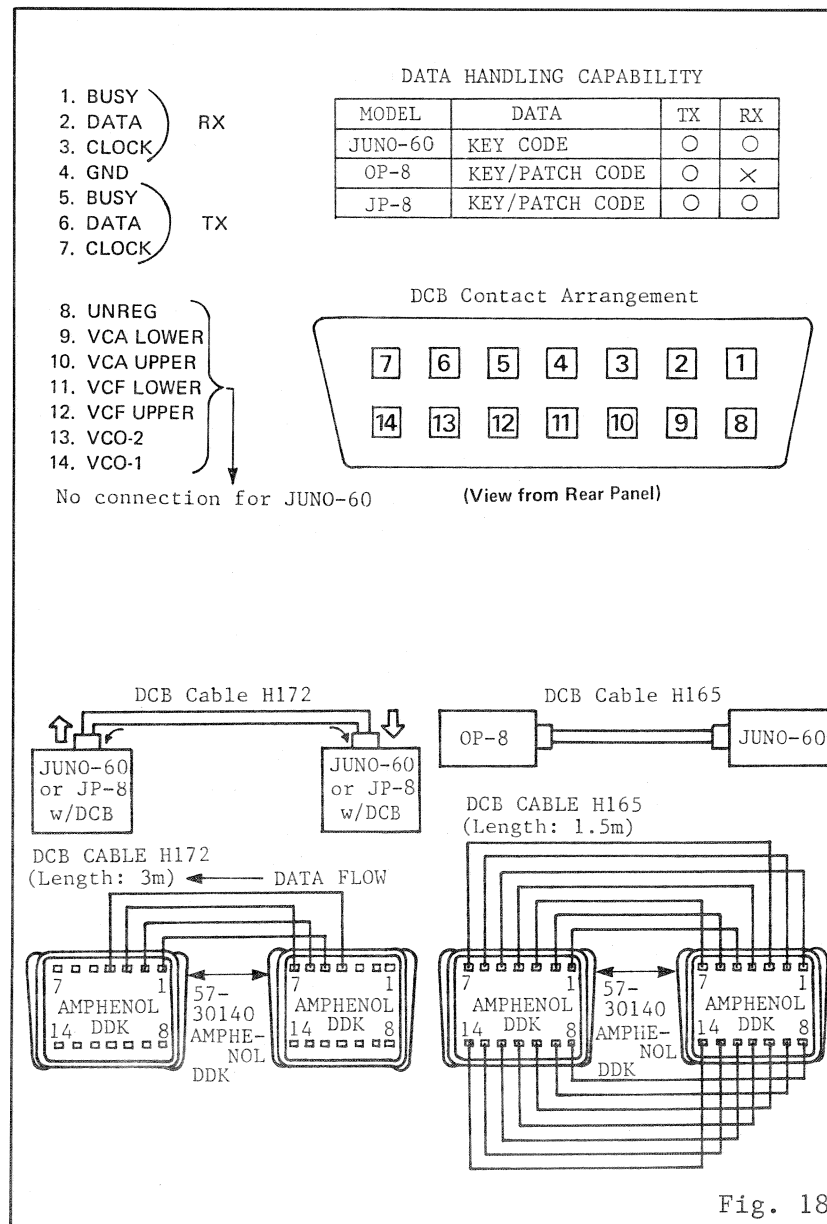 1. BUSY
2. DATA
3. CLOCK
RX
4. GND
5. BUSY
6. DATA
7. CLOCK
TX
8. UNREG
9. VCA LOWER
10. VCA UPPER
11. VCF LOWER
12. VCF UPPER
13. VCO-2
14. VCO-1
No connection for JUNO-60
DATA HANDLING CAPABILITY
MODEL DATA TX RX
JUNO-60 KEY CODE ○ ○
OP-8 KEY/PATCH CODE ○ ×
JP-8 KEY/PATCH CODE ○ ○
DCB Contact Arrangement
7 6 5 4 3 2 1
14 13 12 11 10 9 8
(View from Rear Panel)
DCB Cable H172
JUNO-60
or JP-8
w/DCB
JUNO-60
or JP-8
w/DCB
DCB CABLE H172
(Length: 3m)
DATA FLOW
7 1
AMPHENOL
DDK
14 8
57-
30140
AMPHE-
NOL
DDK
7 1
AMPHENOL
DDK
14 8
DCB Cable H165
OP-8
JUNO-60
DCB CABLE H165
(Length: 1.5m)
7 1
AMPHENOL
DDK
14 8
57-
30140
AMPHE-
NOL
DDK
7 1
AMPHENOL
DDK
14 8
Fig. 18